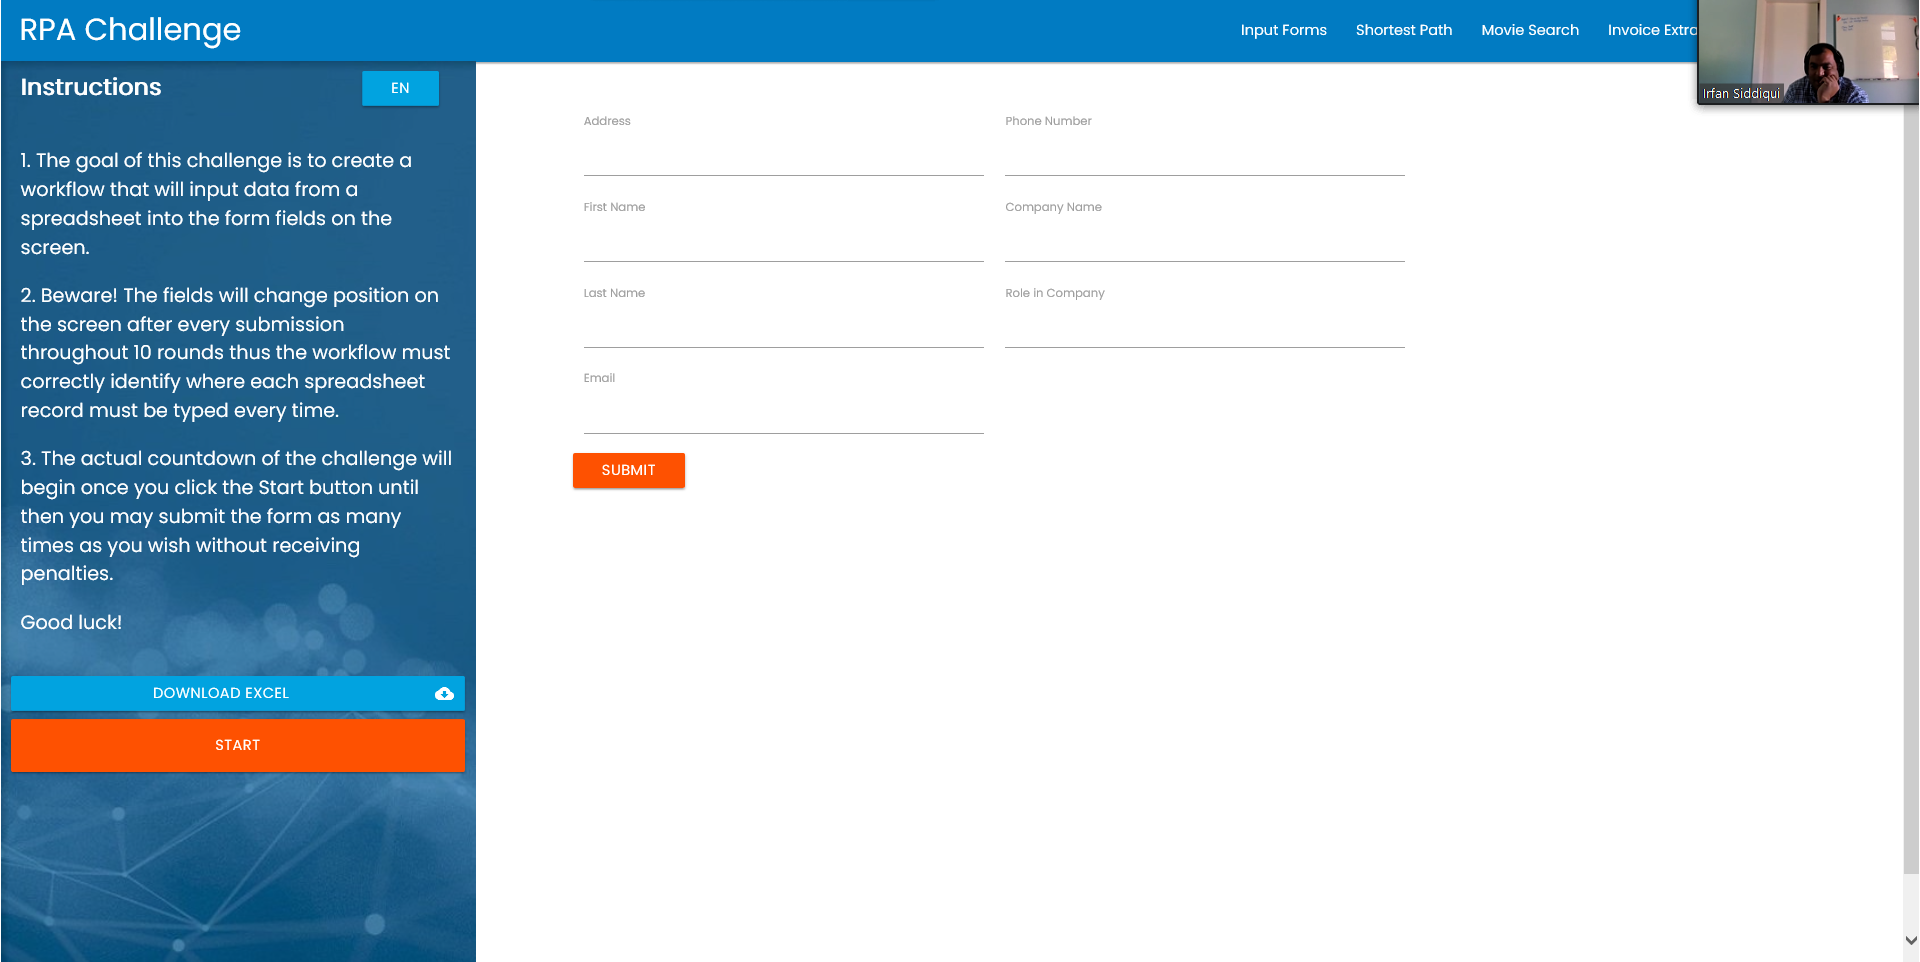 RPA Challenge
Input Forms
Shortest Path
Movie Search
Invoice Extra
Irfan Siddiqui
Instructions
EN
1. The goal of this challenge is to create a
workflow that will input data from a
spreadsheet into the form fields on the
screen.
2. Beware! The fields will change position on
the screen after every submission
throughout 10 rounds thus the workflow must
correctly identify where each spreadsheet
record must be typed every time.
3. The actual countdown of the challenge will
begin once you click the Start button until
then you may submit the form as many
times as you wish without receiving
penalties.
Good luck!
DOWNLOAD EXCEL
START
Address
Phone Number
First Name
Company Name
Last Name
Role in Company
Email
SUBMIT